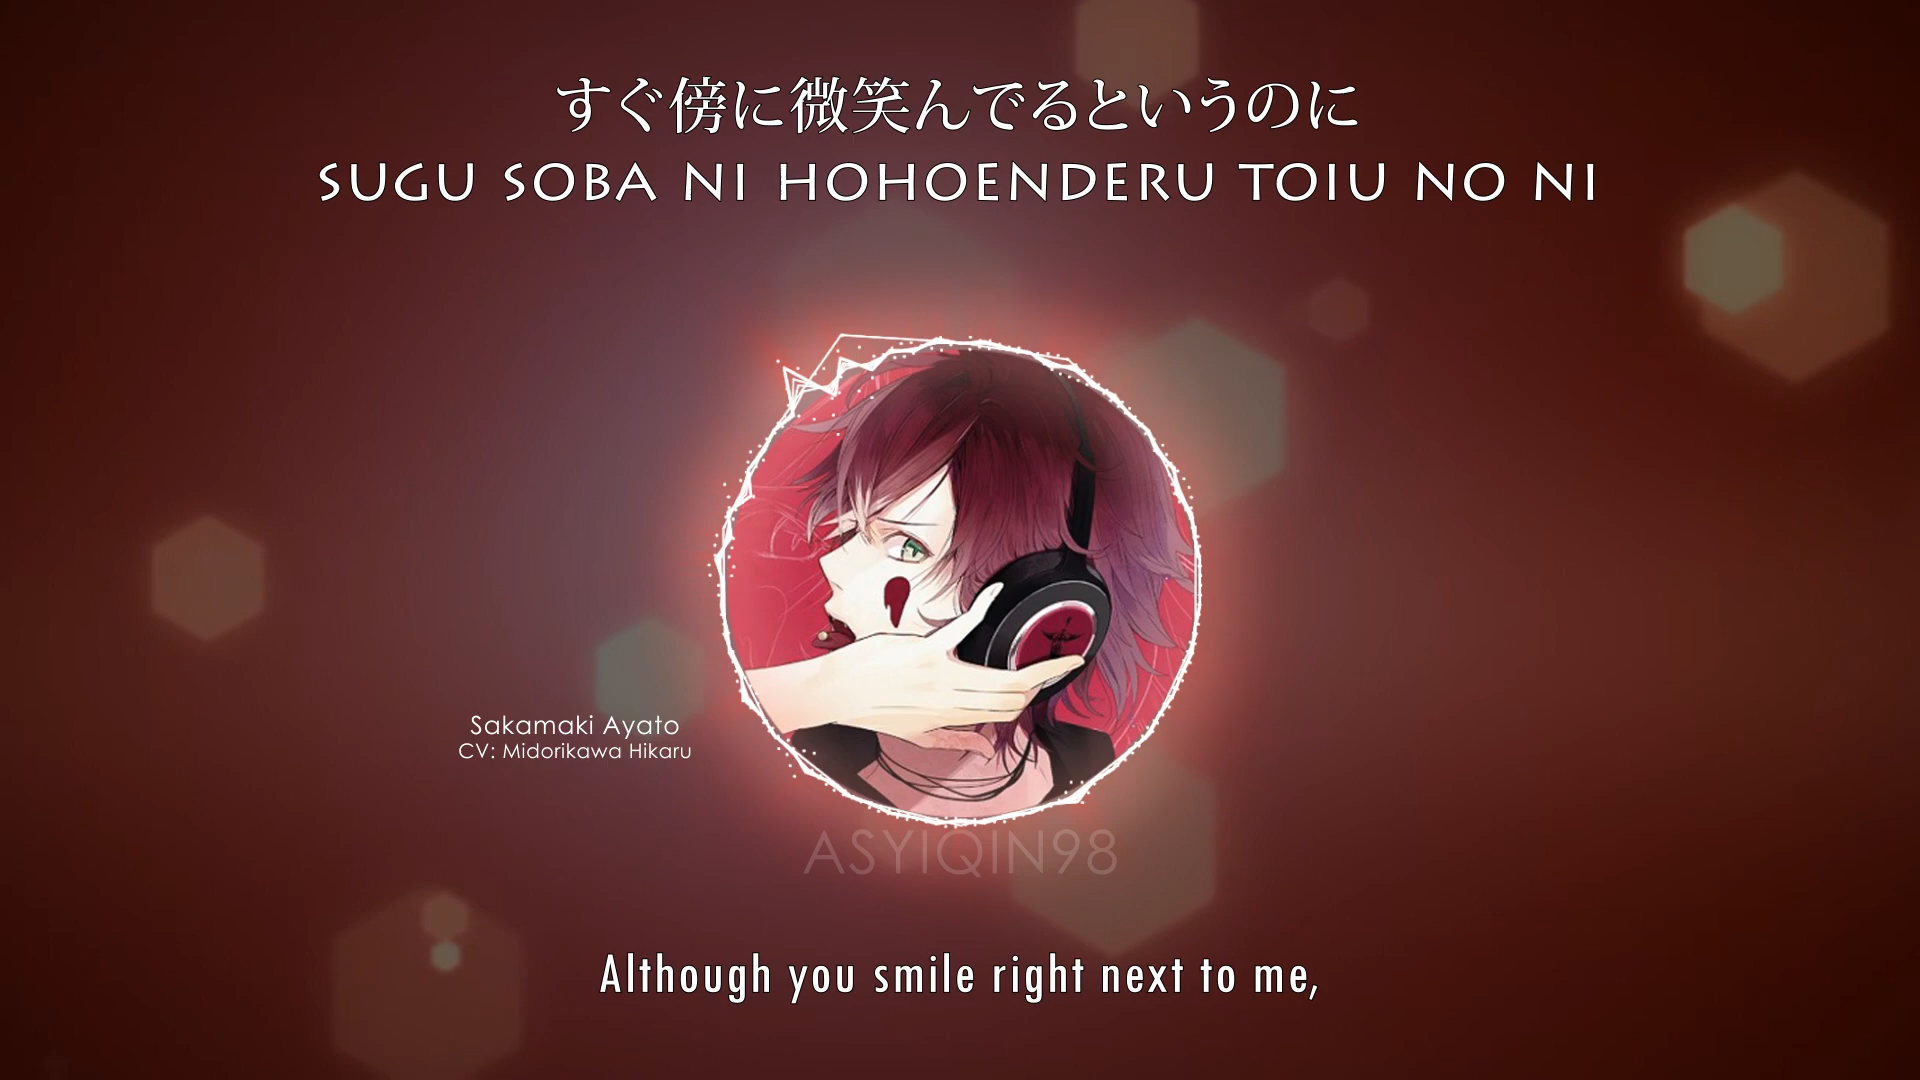 すぐ傍に微笑んでるというのに
SUGU SOBA NI HOHOENDERU TOIU NO NI
Sakamaki Ayato
CV: Midorikawa Hikaru
ASYIQIN98
Although you smile right next to me,